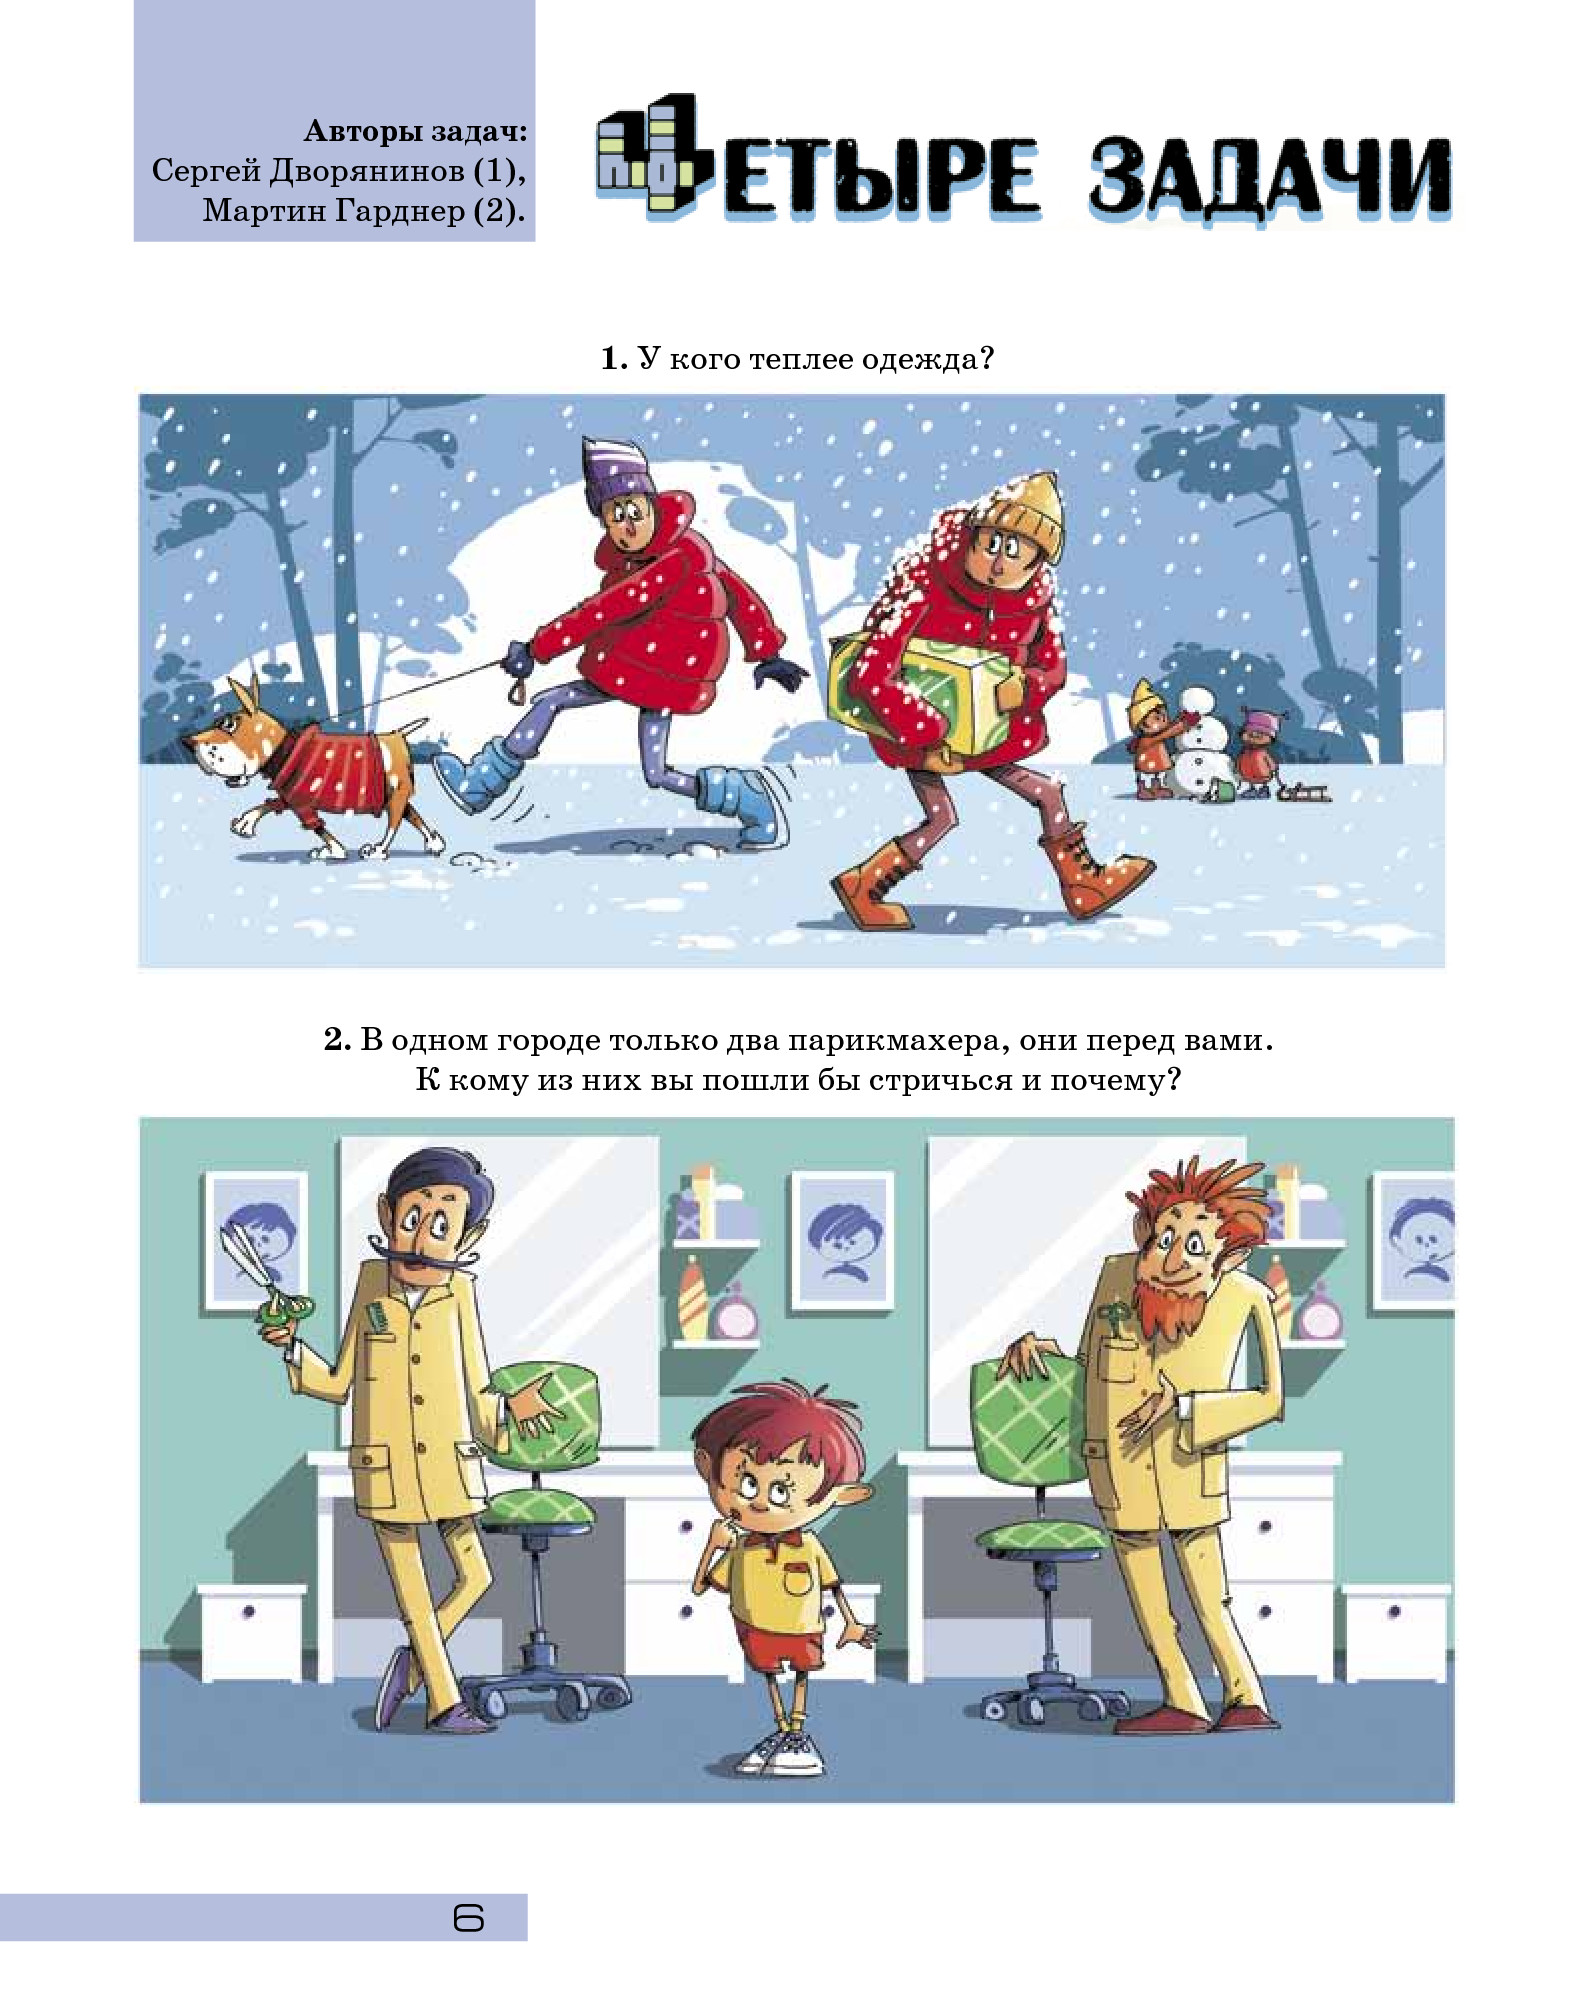 Авторы задач:
Сергей Дворянинов (1),
Мартин Гарднер (2).
ЧЕТЫРЕ ЗАДАЧИ
1. У кого теплее одежда?
2. В одном городе только два парикмахера, они перед вами.
К кому из них вы пошли бы стричься и почему?
6